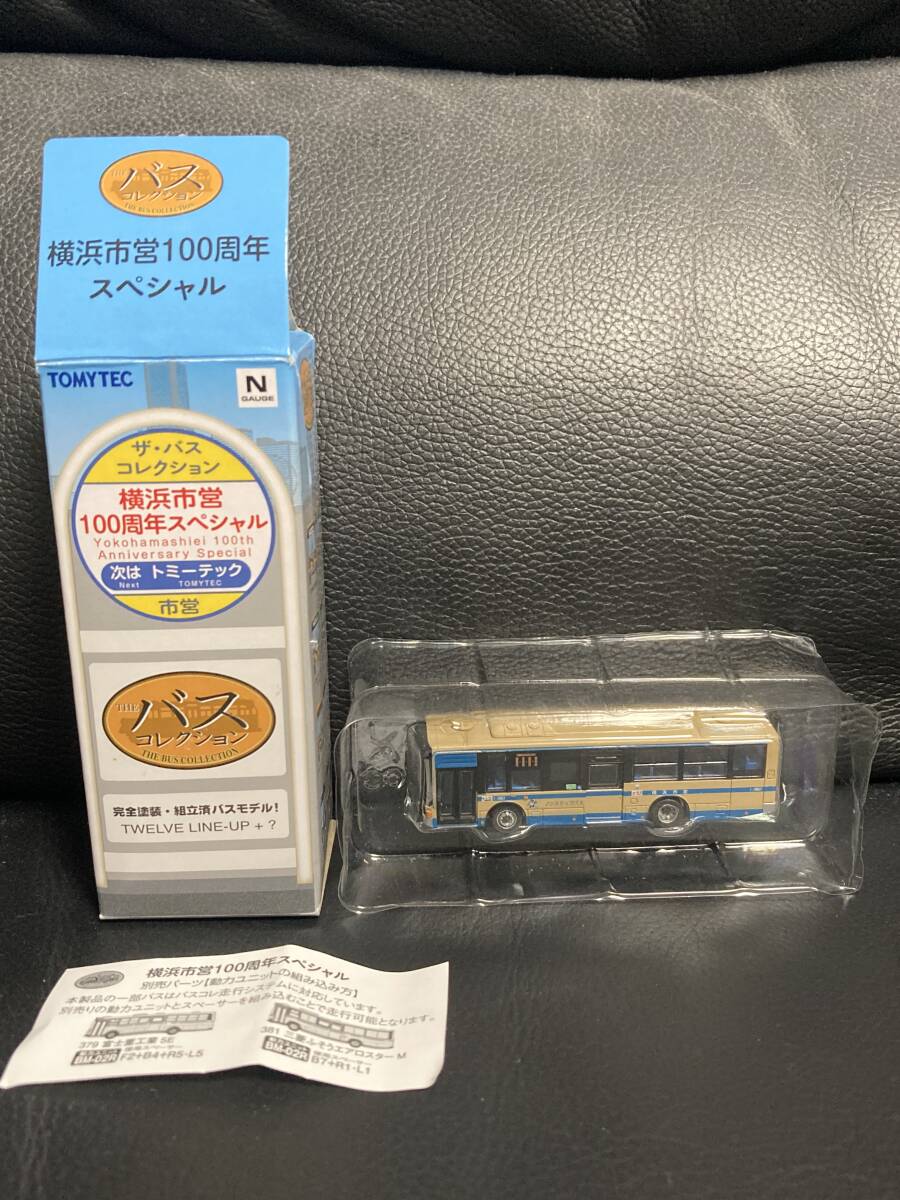 THE
バス
コレクション
THE BUS COLLECTION
横浜市営100周年
スペシャル
TOMYTEC
N
GAUGE
ザ・バス
コレクション
横浜市営
100周年スペシャル
Yokohamashiei 100th
Anniversary Special
次は トミーテック
Next TOMYTEC
市営
THE
バス
コレクション
THE BUS COLLECTION
完全塗装・組立済バスモデル!
TWELVE LINE-UP + ?
ノンステップバス
横浜市営100周年スペシャル
別売パーツ【動力ユニットの組み込み方】
本製品の一部バスはバスコレ走行システムに対応しています。
別売りの動力ユニットとスペーサーを組み込むことで走行可能となります。
379 富士重工業 5E
BM-02R F2+B4+R5・L5
381 三菱ふそうエアロスター M
BM-02R B7+R1・L1